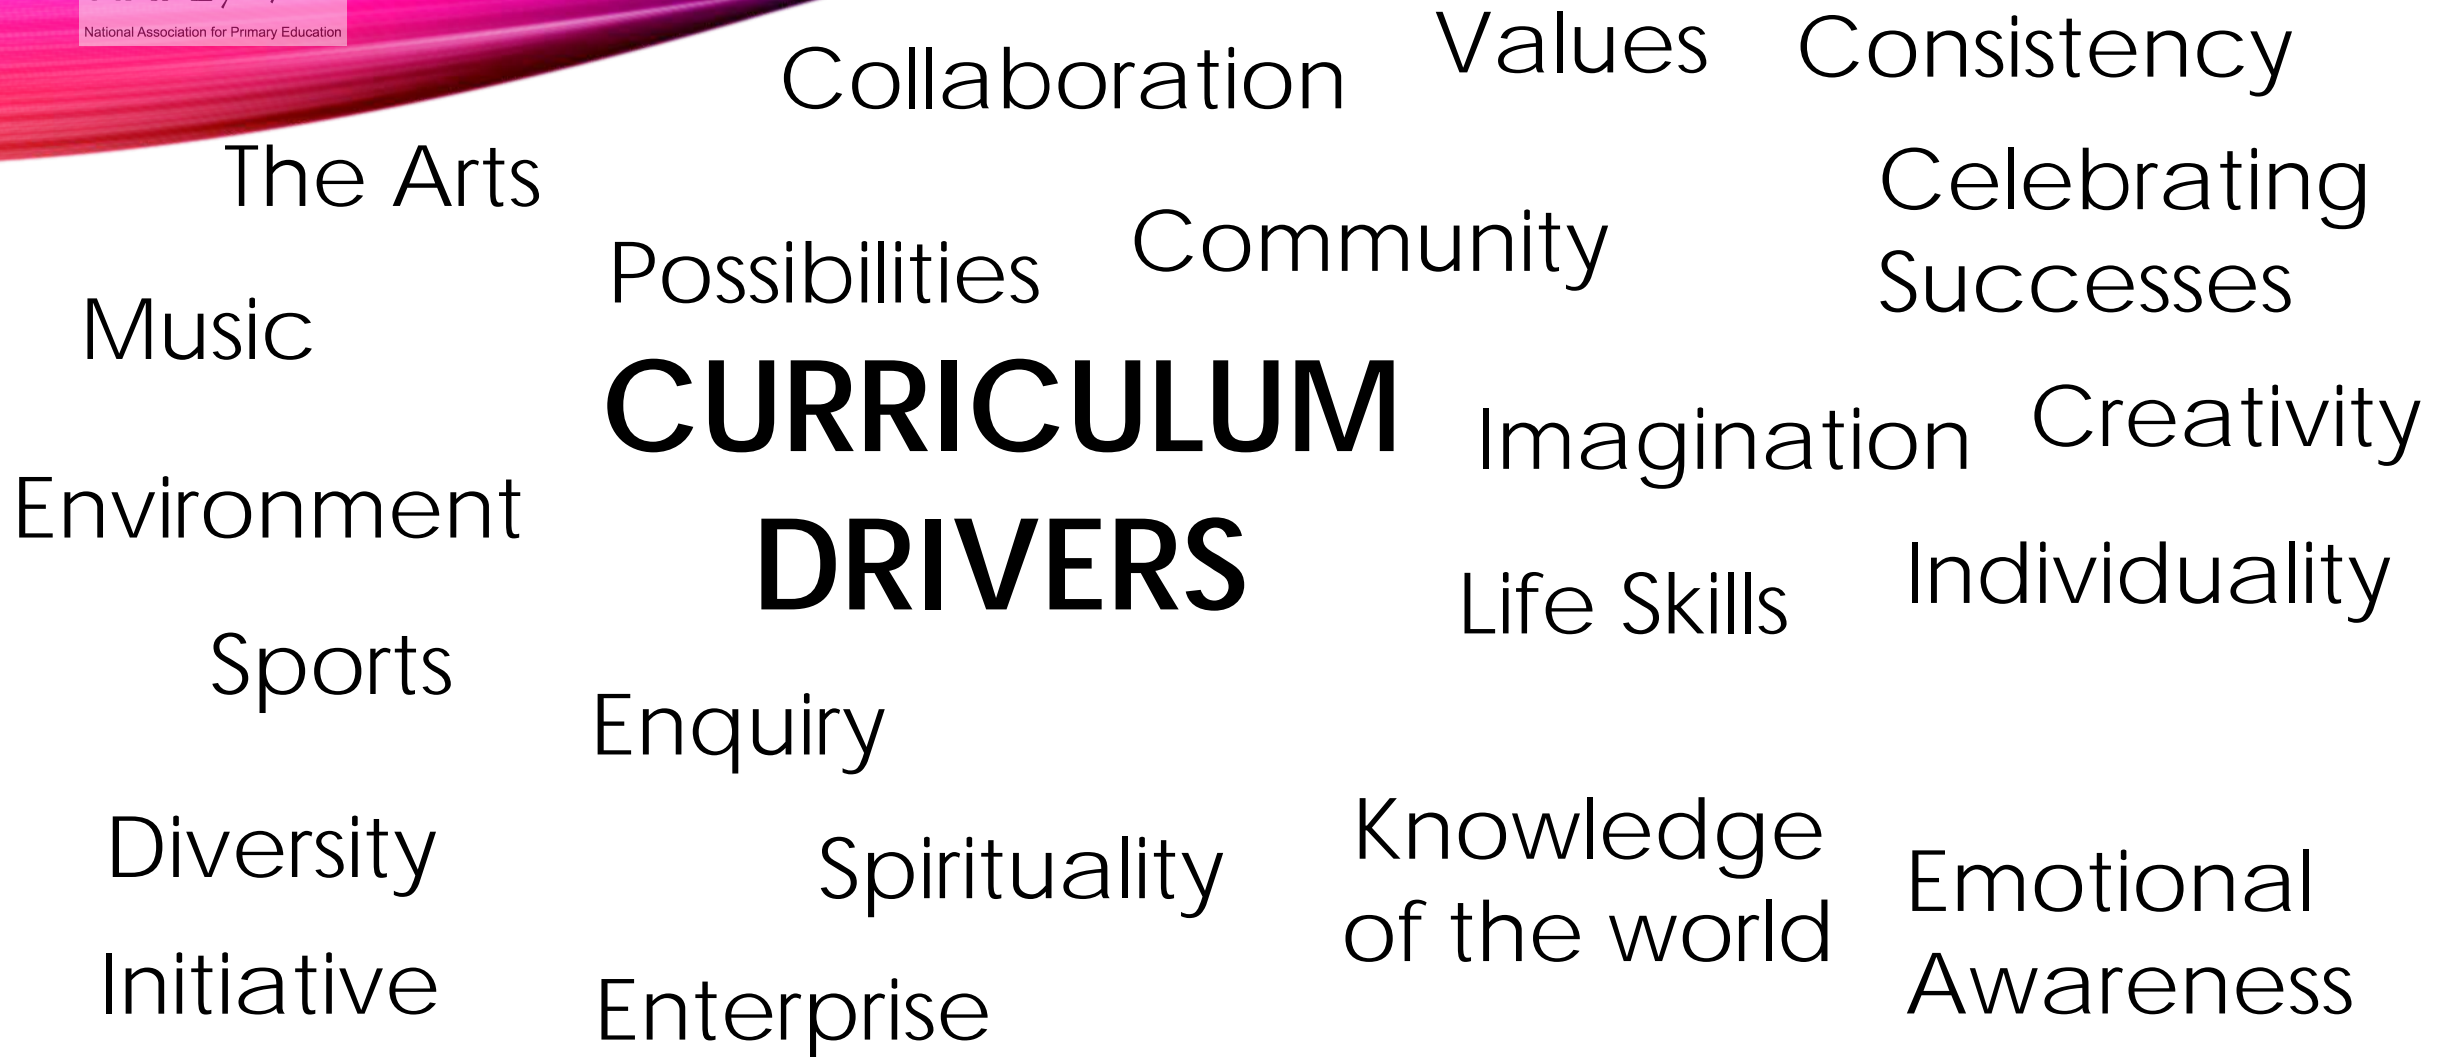 National Association for Primary Education
Values
Consistency
Collaboration
The Arts
Celebrating
Successes
Community
Possibilities
Music
CURRICULUM
DRIVERS
Imagination
Creativity
Environment
Life Skills
Individuality
Sports
Enquiry
Diversity
Spirituality
Knowledge
of the world
Emotional
Awareness
Initiative
Enterprise